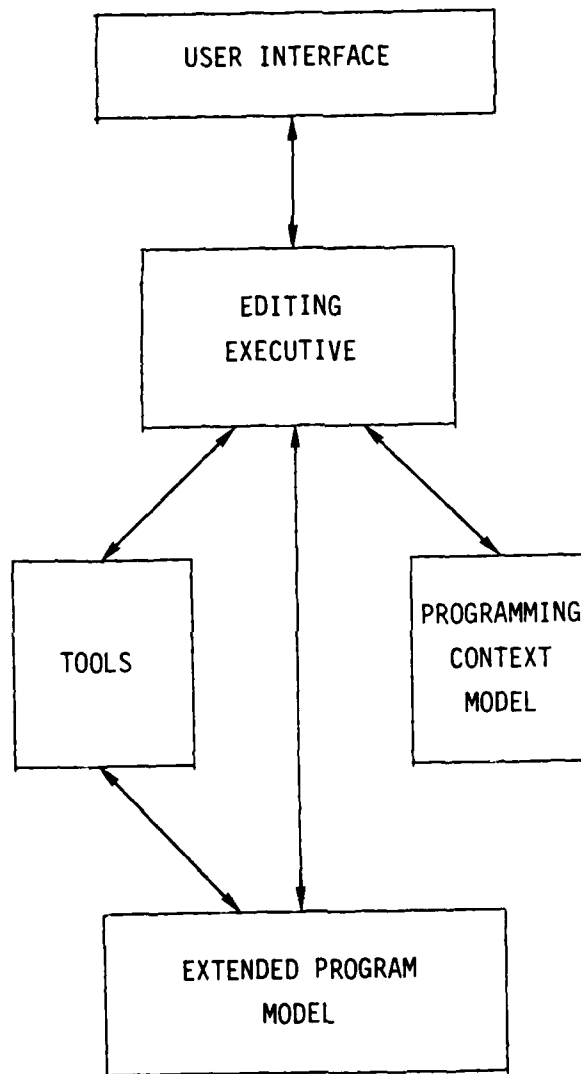 USER INTERFACE
EDITING
EXECUTIVE
TOOLS
PROGRAMMING
CONTEXT
MODEL
EXTENDED PROGRAM
MODEL